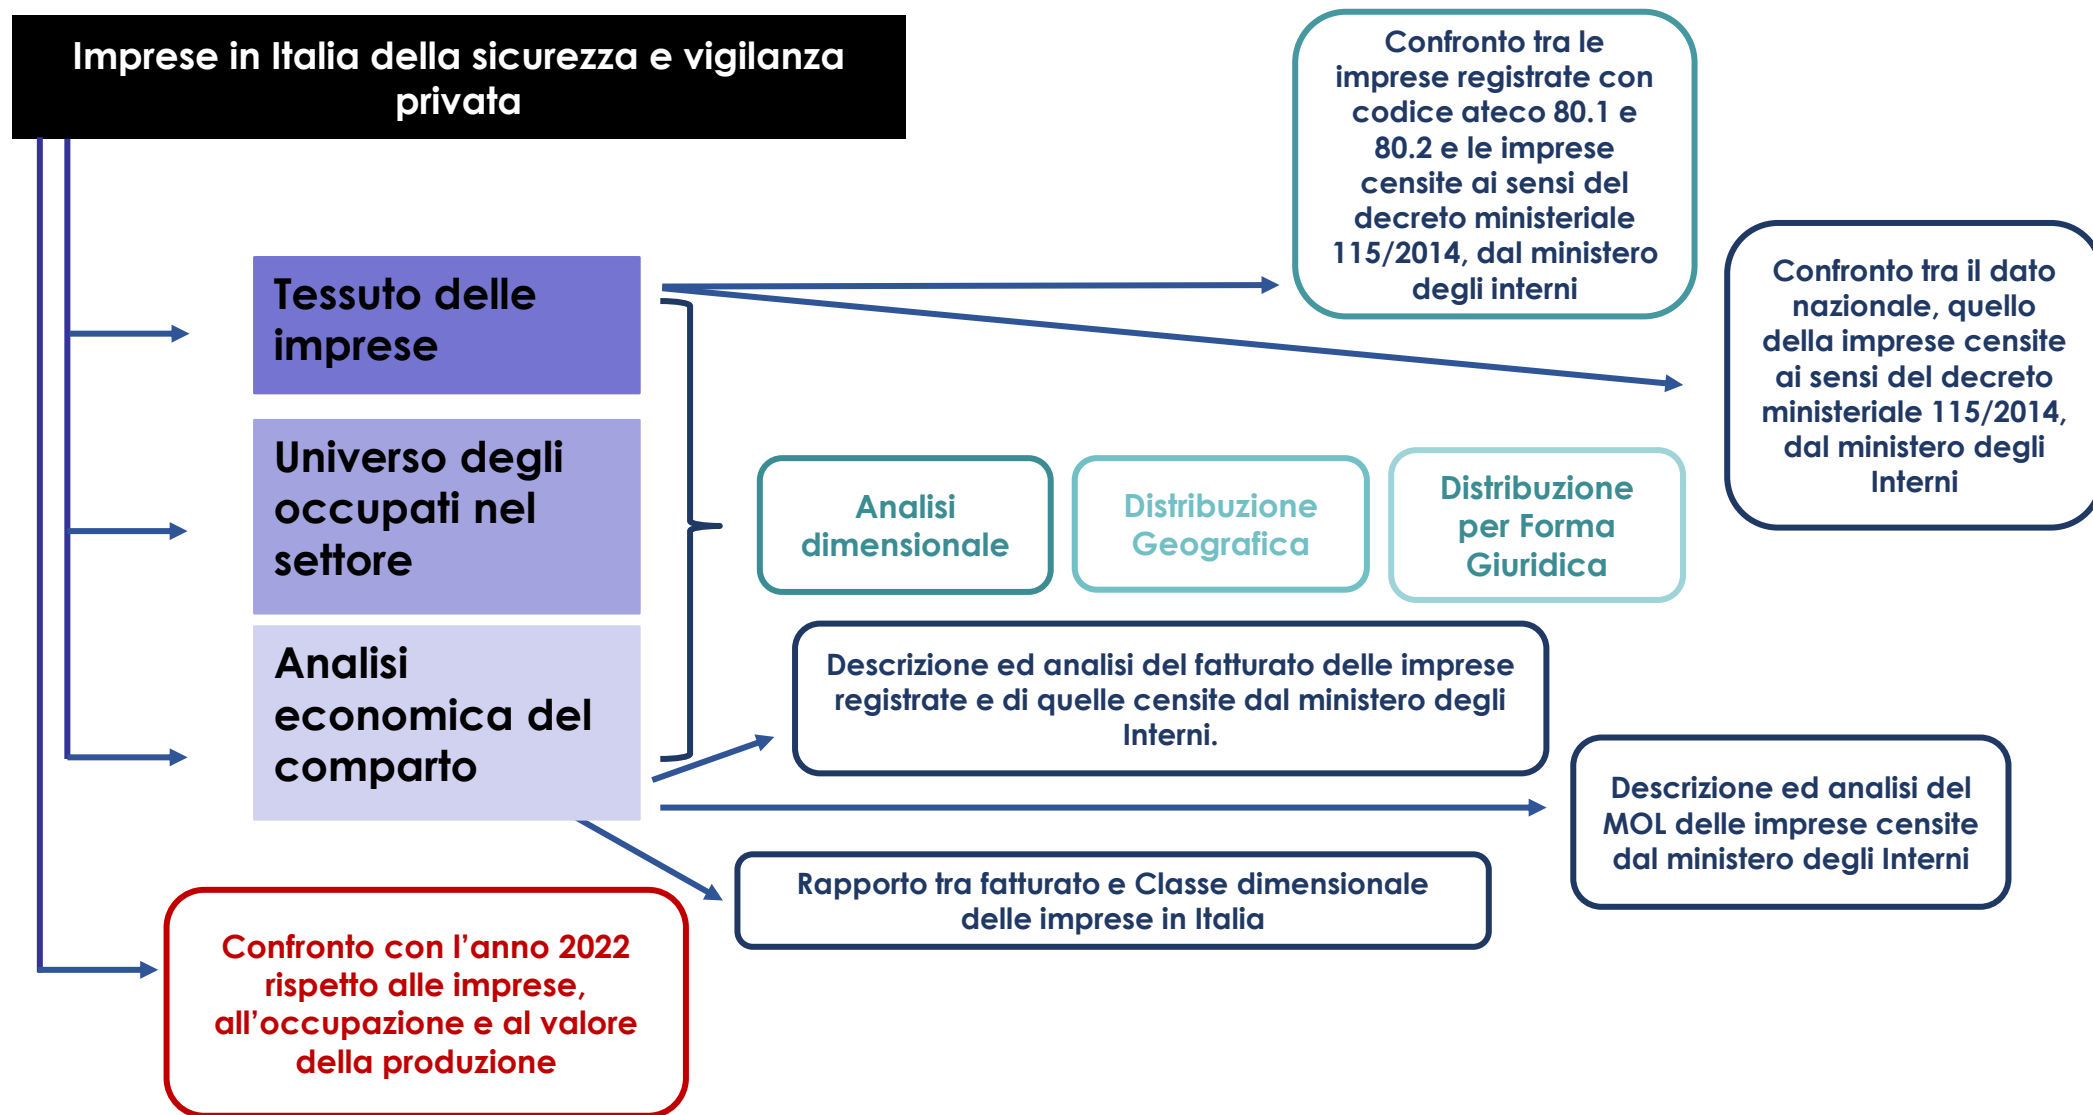 Imprese in Italia della sicurezza e vigilanza
privata
Confronto tra le
imprese registrate con
codice ateco 80.1 e
80.2 e le imprese
censite ai sensi del
decreto ministeriale
115/2014, dal ministero
degli interni
Confronto tra il dato
nazionale, quello
della imprese censite
ai sensi del decreto
ministeriale 115/2014,
dal ministero degli
Interni
Tessuto delle
imprese
Universo degli
occupati nel
settore
Analisi
economica del
comparto
Analisi
dimensionale
Distribuzione
Geografica
Distribuzione
per Forma
Giuridica
Descrizione ed analisi del fatturato delle imprese
registrate e di quelle censite dal ministero degli
Interni.
Descrizione ed analisi del
MOL delle imprese censite
dal ministero degli Interni
Rapporto tra fatturato e Classe dimensionale
delle imprese in Italia
Confronto con l’anno 2022
rispetto alle imprese,
all’occupazione e al valore
della produzione